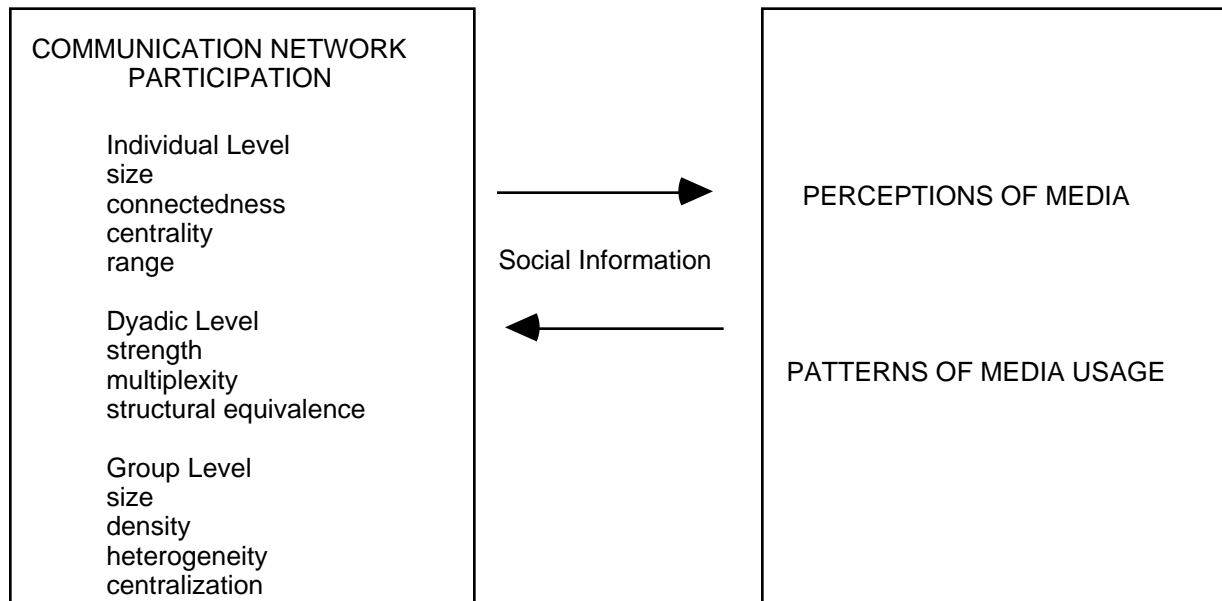 COMMUNICATION NETWORK
PARTICIPATION
Individual Level
size
connectedness
centrality
range
Dyadic Level
strength
multiplexity
structural equivalence
Group Level
size
density
heterogeneity
centralization
Social Information
PERCEPTIONS OF MEDIA
PATTERNS OF MEDIA USAGE